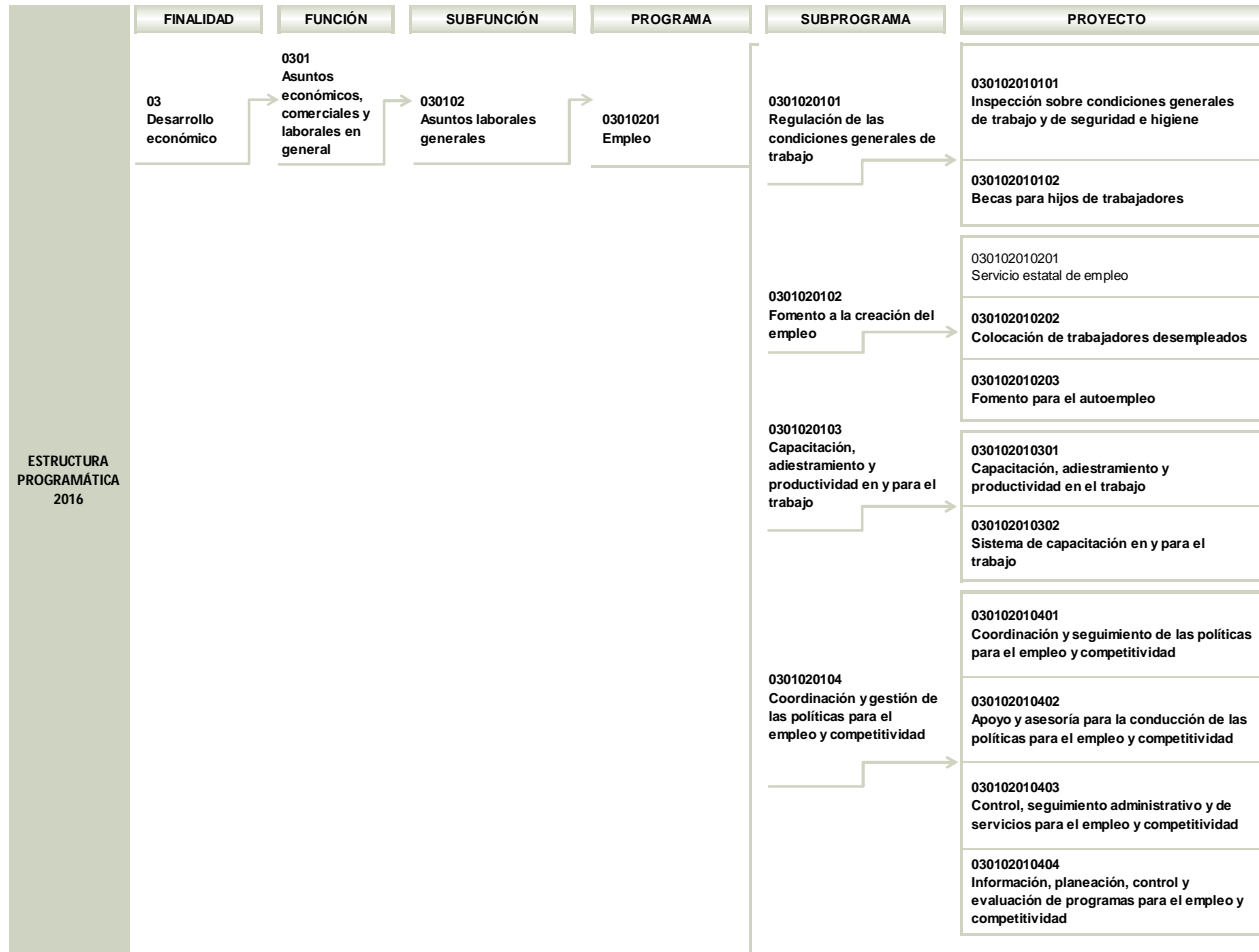 FINALIDAD
FUNCIÓN
SUBFUNCIÓN
PROGRAMA
SUBPROGRAMA
PROYECTO
ESTRUCTURA
PROGRAMÁTICA
2016
03
Desarrollo
económico
0301
Asuntos
económicos,
comerciales y
laborales en
general
030102
Asuntos laborales
generales
03010201
Empleo
0301020101
Regulación de las
condiciones generales de
trabajo
030102010101
Inspección sobre condiciones generales
de trabajo y de seguridad e higiene
030102010102
Becas para hijos de trabajadores
0301020102
Fomento a la creación del
empleo
030102010201
Servicio estatal de empleo
030102010202
Colocación de trabajadores desempleados
030102010203
Fomento para el autoempleo
0301020103
Capacitación,
adiestramiento y
productividad en y para el
trabajo
030102010301
Capacitación, adiestramiento y
productividad en el trabajo
030102010302
Sistema de capacitación en y para el
trabajo
0301020104
Coordinación y gestión de
las políticas para el
empleo y competitividad
030102010401
Coordinación y seguimiento de las políticas
para el empleo y competitividad
030102010402
Apoyo y asesoría para la conducción de las
políticas para el empleo y competitividad
030102010403
Control, seguimiento administrativo y de
servicios para el empleo y competitividad
030102010404
Información, planeación, control y
evaluación de programas para el empleo y
competitividad